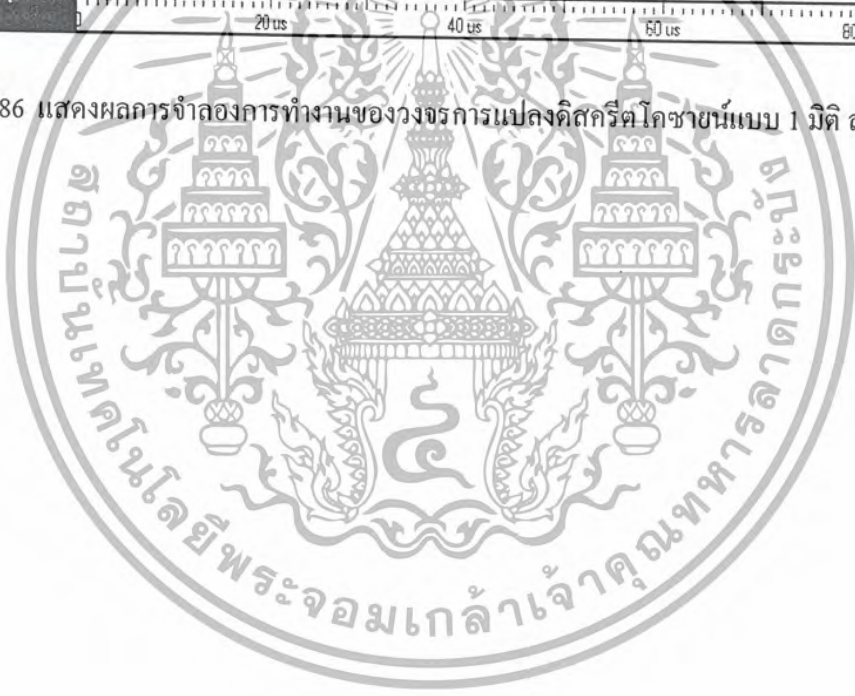 20 us 40 us 60 us 80
86 แสดงผลการจำลองการทำงานของวงจรการแปลงดิสครีตโคซายน์แบบ 1 มิติ
สถาบันเทคโนโลยีพระจอมเกล้าเจ้าคุณทหารลาดกระบัง